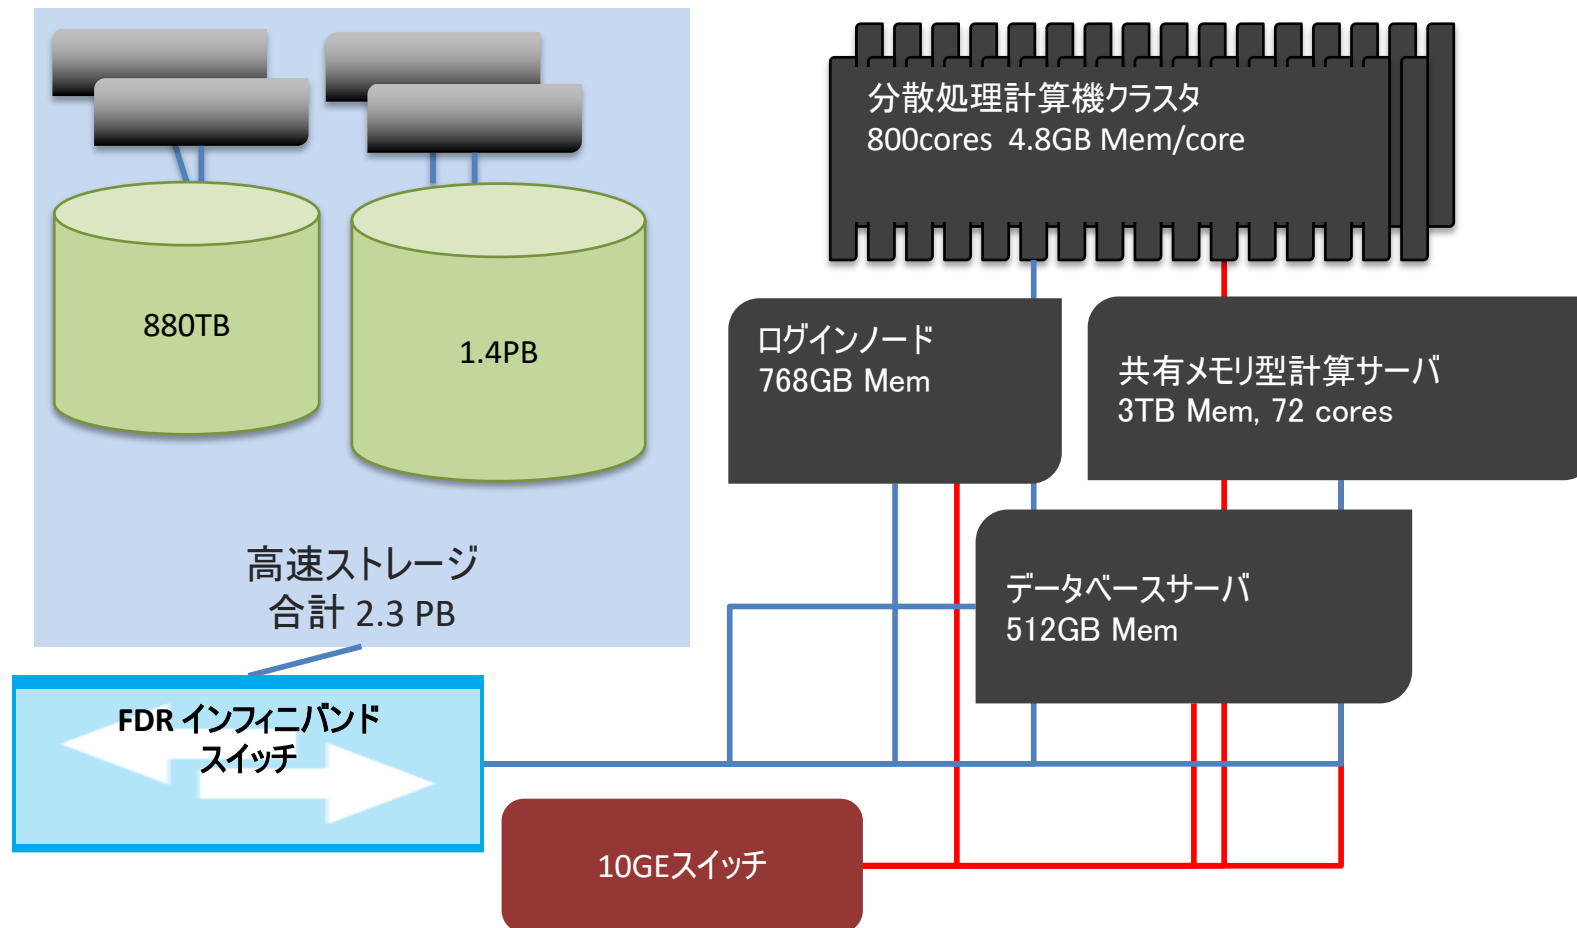 分散処理計算機クラスタ
800cores 4.8GB Mem/core
880TB
1.4PB
ログインノード
768GB Mem
共有メモリ型計算サーバ
3TB Mem, 72 cores
高速ストレージ
合計 2.3 PB
データベースサーバ
512GB Mem
FDR インフィニバンド
スイッチ
10GEスイッチ